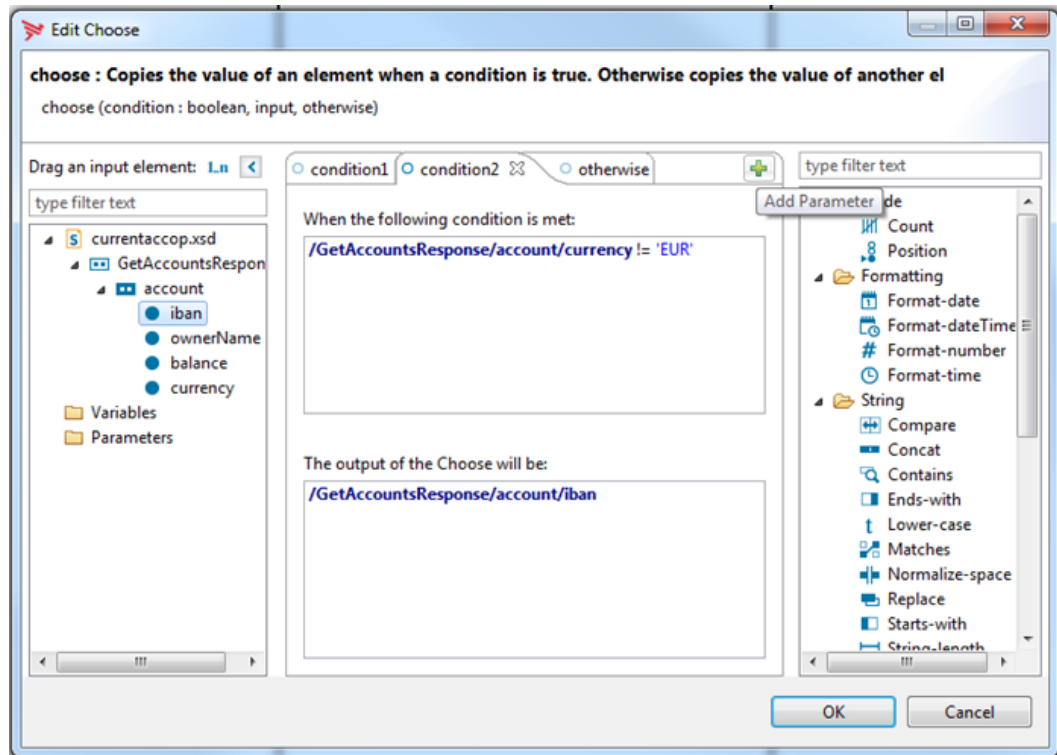 Edit Choose
choose : Copies the value of an element when a condition is true. Otherwise copies the value of another el
choose (condition : boolean, input, otherwise)
Drag an input element: 1..n
type filter text
currentaccop.xsd
GetAccountsRespon
account
iban
ownerName
balance
currency
Variables
Parameters
condition1
condition2
otherwise
Add Parameter
When the following condition is met:
/GetAccountsResponse/account/currency != 'EUR'
The output of the Choose will be:
/GetAccountsResponse/account/iban
type filter text
de
Count
Position
Formatting
Format-date
Format-dateTime
Format-number
Format-time
String
Compare
Concat
Contains
Ends-with
Lower-case
Matches
Normalize-space
Replace
Starts-with
String-length
OK
Cancel